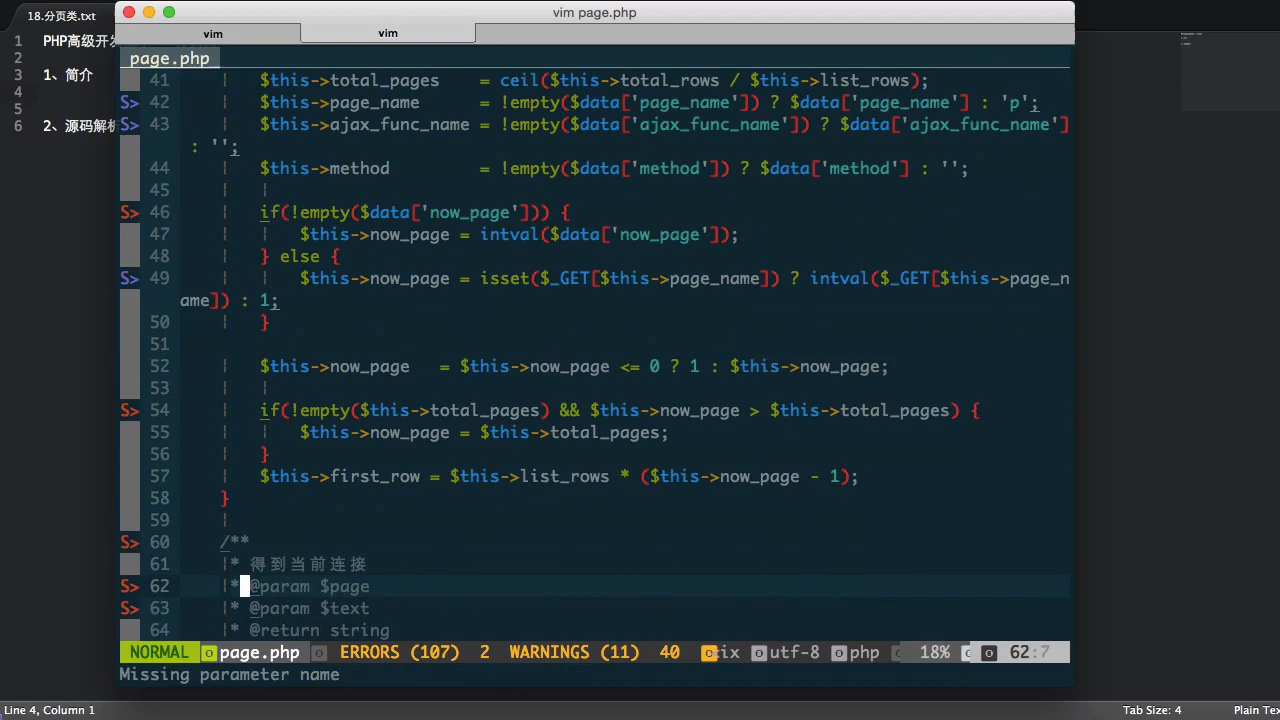 18.分页类.txt
vim page.php
vim
vim
1 PHP高级开
2
3 1、简介
4
5
6 2、源码解析
page.php
41 $this->total_pages = ceil($this->total_rows / $this->list_rows);
S> 42 $this->page_name = !empty($data['page_name']) ? $data['page_name'] : 'p';
S> 43 $this->ajax_func_name = !empty($data['ajax_func_name']) ? $data['ajax_func_name']
: '';
44 $this->method = !empty($data['method']) ? $data['method'] : '';
45
S> 46 if(!empty($data['now_page'])) {
47 $this->now_page = intval($data['now_page']);
48 } else {
S> 49 $this->now_page = isset($_GET[$this->page_name]) ? intval($_GET[$this->page_n
ame]) : 1;
50 }
51
52 $this->now_page = $this->now_page <= 0 ? 1 : $this->now_page;
53
S> 54 if(!empty($this->total_pages) && $this->now_page > $this->total_pages) {
55 $this->now_page = $this->total_pages;
56 }
57 $this->first_row = $this->list_rows * ($this->now_page - 1);
58 }
59
S> 60 /**
61 * 得到当前连接
S> 62 * @param $page
S> 63 * @param $text
64 * @return string
NORMAL page.php ERRORS (107) 2 WARNINGS (11) 40 ix utf-8 php 18% 62:7
Missing parameter name
Line 4, Column 1 Tab Size: 4 Plain Te